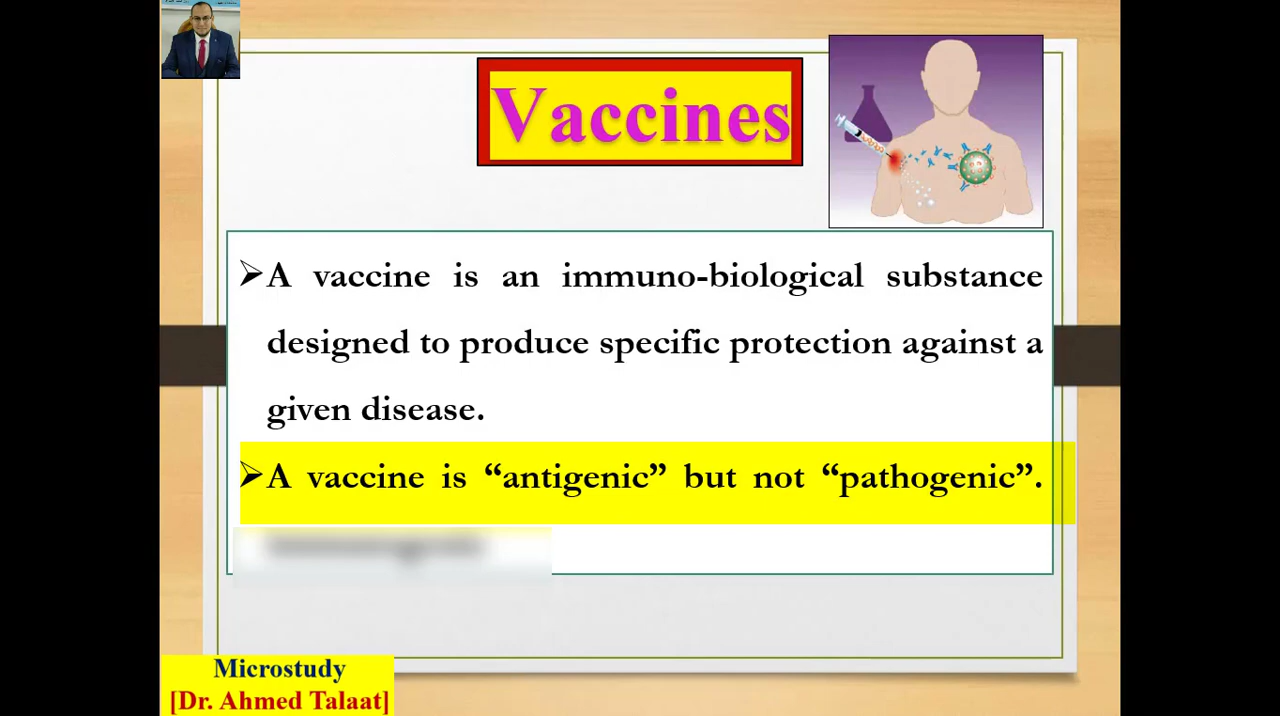 Vaccines
➢A vaccine is an immuno-biological substance
designed to produce specific protection against a
given disease.
➢A vaccine is “antigenic” but not “pathogenic”.
Microstudy
[Dr. Ahmed Talaat]